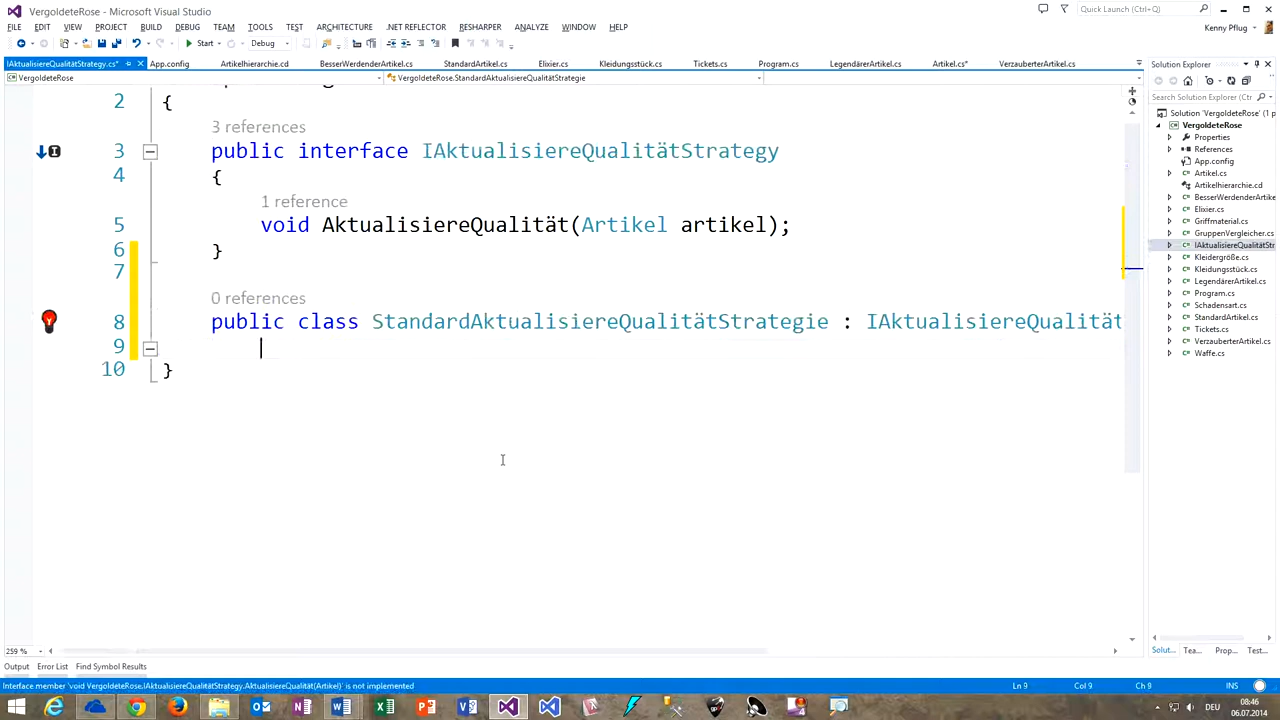 VergoldeteRose - Microsoft Visual Studio
Quick Launch (Ctrl+Q)
FILE EDIT VIEW PROJECT BUILD DEBUG TEAM TOOLS TEST ARCHITECTURE .NET REFLECTOR RESHARPER ANALYZE WINDOW HELP
Kenny Pflug
Start Debug
IAktualisiereQualitätStrategy.cs* App.config Artikelhierarchie.cd BesserWerdenderArtikel.cs StandardArtikel.cs Elixier.cs Kleidungsstück.cs Tickets.cs Program.cs LegendärerArtikel.cs Artikel.cs* VerzauberterArtikel.cs
VergoldeteRose VergoldeteRose.StandardAktualisiereQualitätStrategie
2 {
3 references
3 public interface IAktualisiereQualitätStrategy
4 {
1 reference
5 void AktualisiereQualität(Artikel artikel);
6 }
7
0 references
8 public class StandardAktualisiereQualitätStrategie : IAktualisiereQualität
9
10 }
Solution Explorer
Search Solution Explorer (Ctrl
Solution 'VergoldeteRose' (1 p
VergoldeteRose
Properties
References
App.config
Artikel.cs
Artikelhierarchie.cd
BesserWerdenderArtike
Elixier.cs
Griffmaterial.cs
GruppenVergleicher.cs
IAktualisiereQualitätStr
Kleidergröße.cs
Kleidungsstück.cs
LegendärerArtikel.cs
Program.cs
Schadensart.cs
StandardArtikel.cs
Tickets.cs
VerzauberterArtikel.cs
Waffe.cs
259 %
Solut... Tea... Prop... Test...
Output Error List Find Symbol Results
Interface member 'void VergoldeteRose.IAktualisiereQualitätStrategy.AktualisiereQualität(Artikel)' is not implemented
Ln 9 Col 9 Ch 9 INS
DEU
08:46
06.07.2014